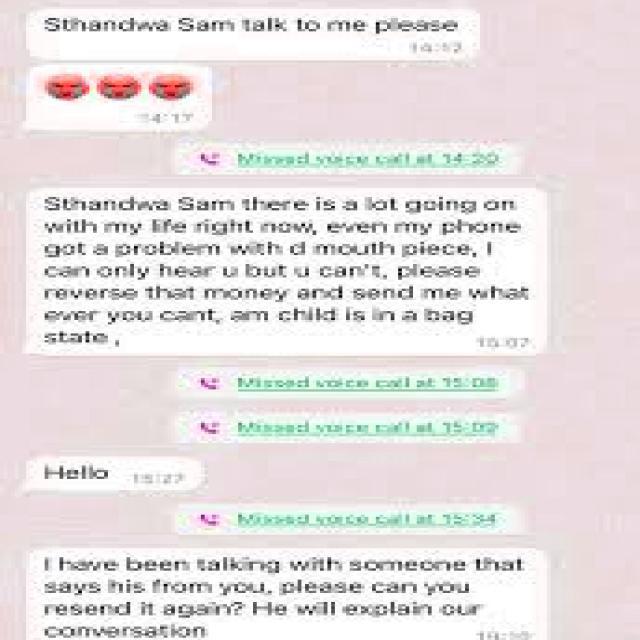 Sthandwa Sam talk to me please
14:17
14:17
Missed voice call at 14:20
Sthandwa Sam there is a lot going on
with my life right now, even my phone
got a problem with d mouth piece, I
can only hear u but u can't, please
reverse that money and send me what
ever you cant, am child is in a bag
state ,
15:07
Missed voice call at 15:08
Missed voice call at 15:09
Hello 15:27
Missed voice call at 15:34
I have been talking with someone that
says his from you, please can you
resend it again? He will explain our
conversation